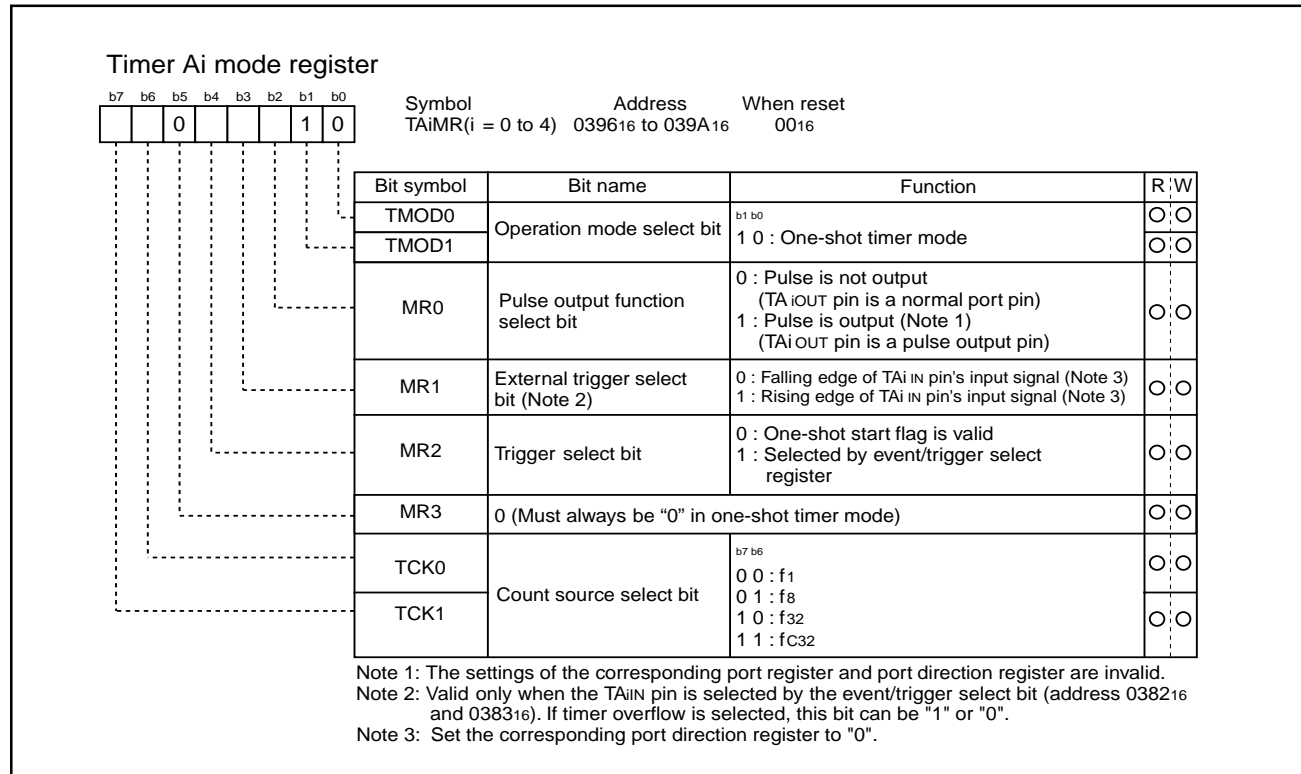 Timer Ai mode register
b7 b6 b5 b4 b3 b2 b1 b0
0 1 0
Symbol Address When reset
TAiMR(i = 0 to 4) 039616 to 039A16 0016
Bit symbol Bit name Function R W
TMOD0
TMOD1
Operation mode select bit
b1 b0
1 0 : One-shot timer mode
MR0
Pulse output function
select bit
0 : Pulse is not output
(TAiOUT pin is a normal port pin)
1 : Pulse is output (Note 1)
(TAiOUT pin is a pulse output pin)
MR1
External trigger select
bit (Note 2)
0 : Falling edge of TAiIN pin's input signal (Note 3)
1 : Rising edge of TAiIN pin's input signal (Note 3)
MR2
Trigger select bit
0 : One-shot start flag is valid
1 : Selected by event/trigger select
register
MR3
0 (Must always be “0” in one-shot timer mode)
TCK0
TCK1
Count source select bit
b7 b6
0 0 : f1
0 1 : f8
1 0 : f32
1 1 : fC32
Note 1: The settings of the corresponding port register and port direction register are invalid.
Note 2: Valid only when the TAiIN pin is selected by the event/trigger select bit (address 038216
and 038316). If timer overflow is selected, this bit can be "1" or "0".
Note 3: Set the corresponding port direction register to "0".